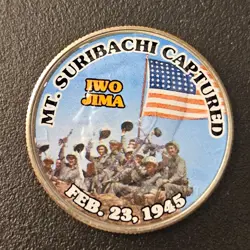 MT. SURIBACHI CAPTURED
IWO
JIMA
FEB. 23, 1945